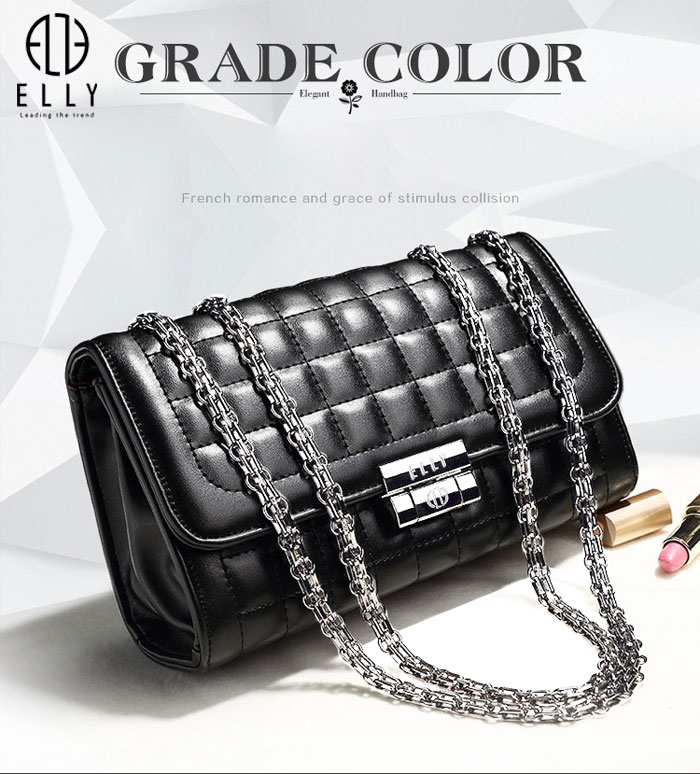 ELLY
Leading the trend
GRADE COLOR
Elegant Handbag
French romance and grace of stimulus collision
ELLY